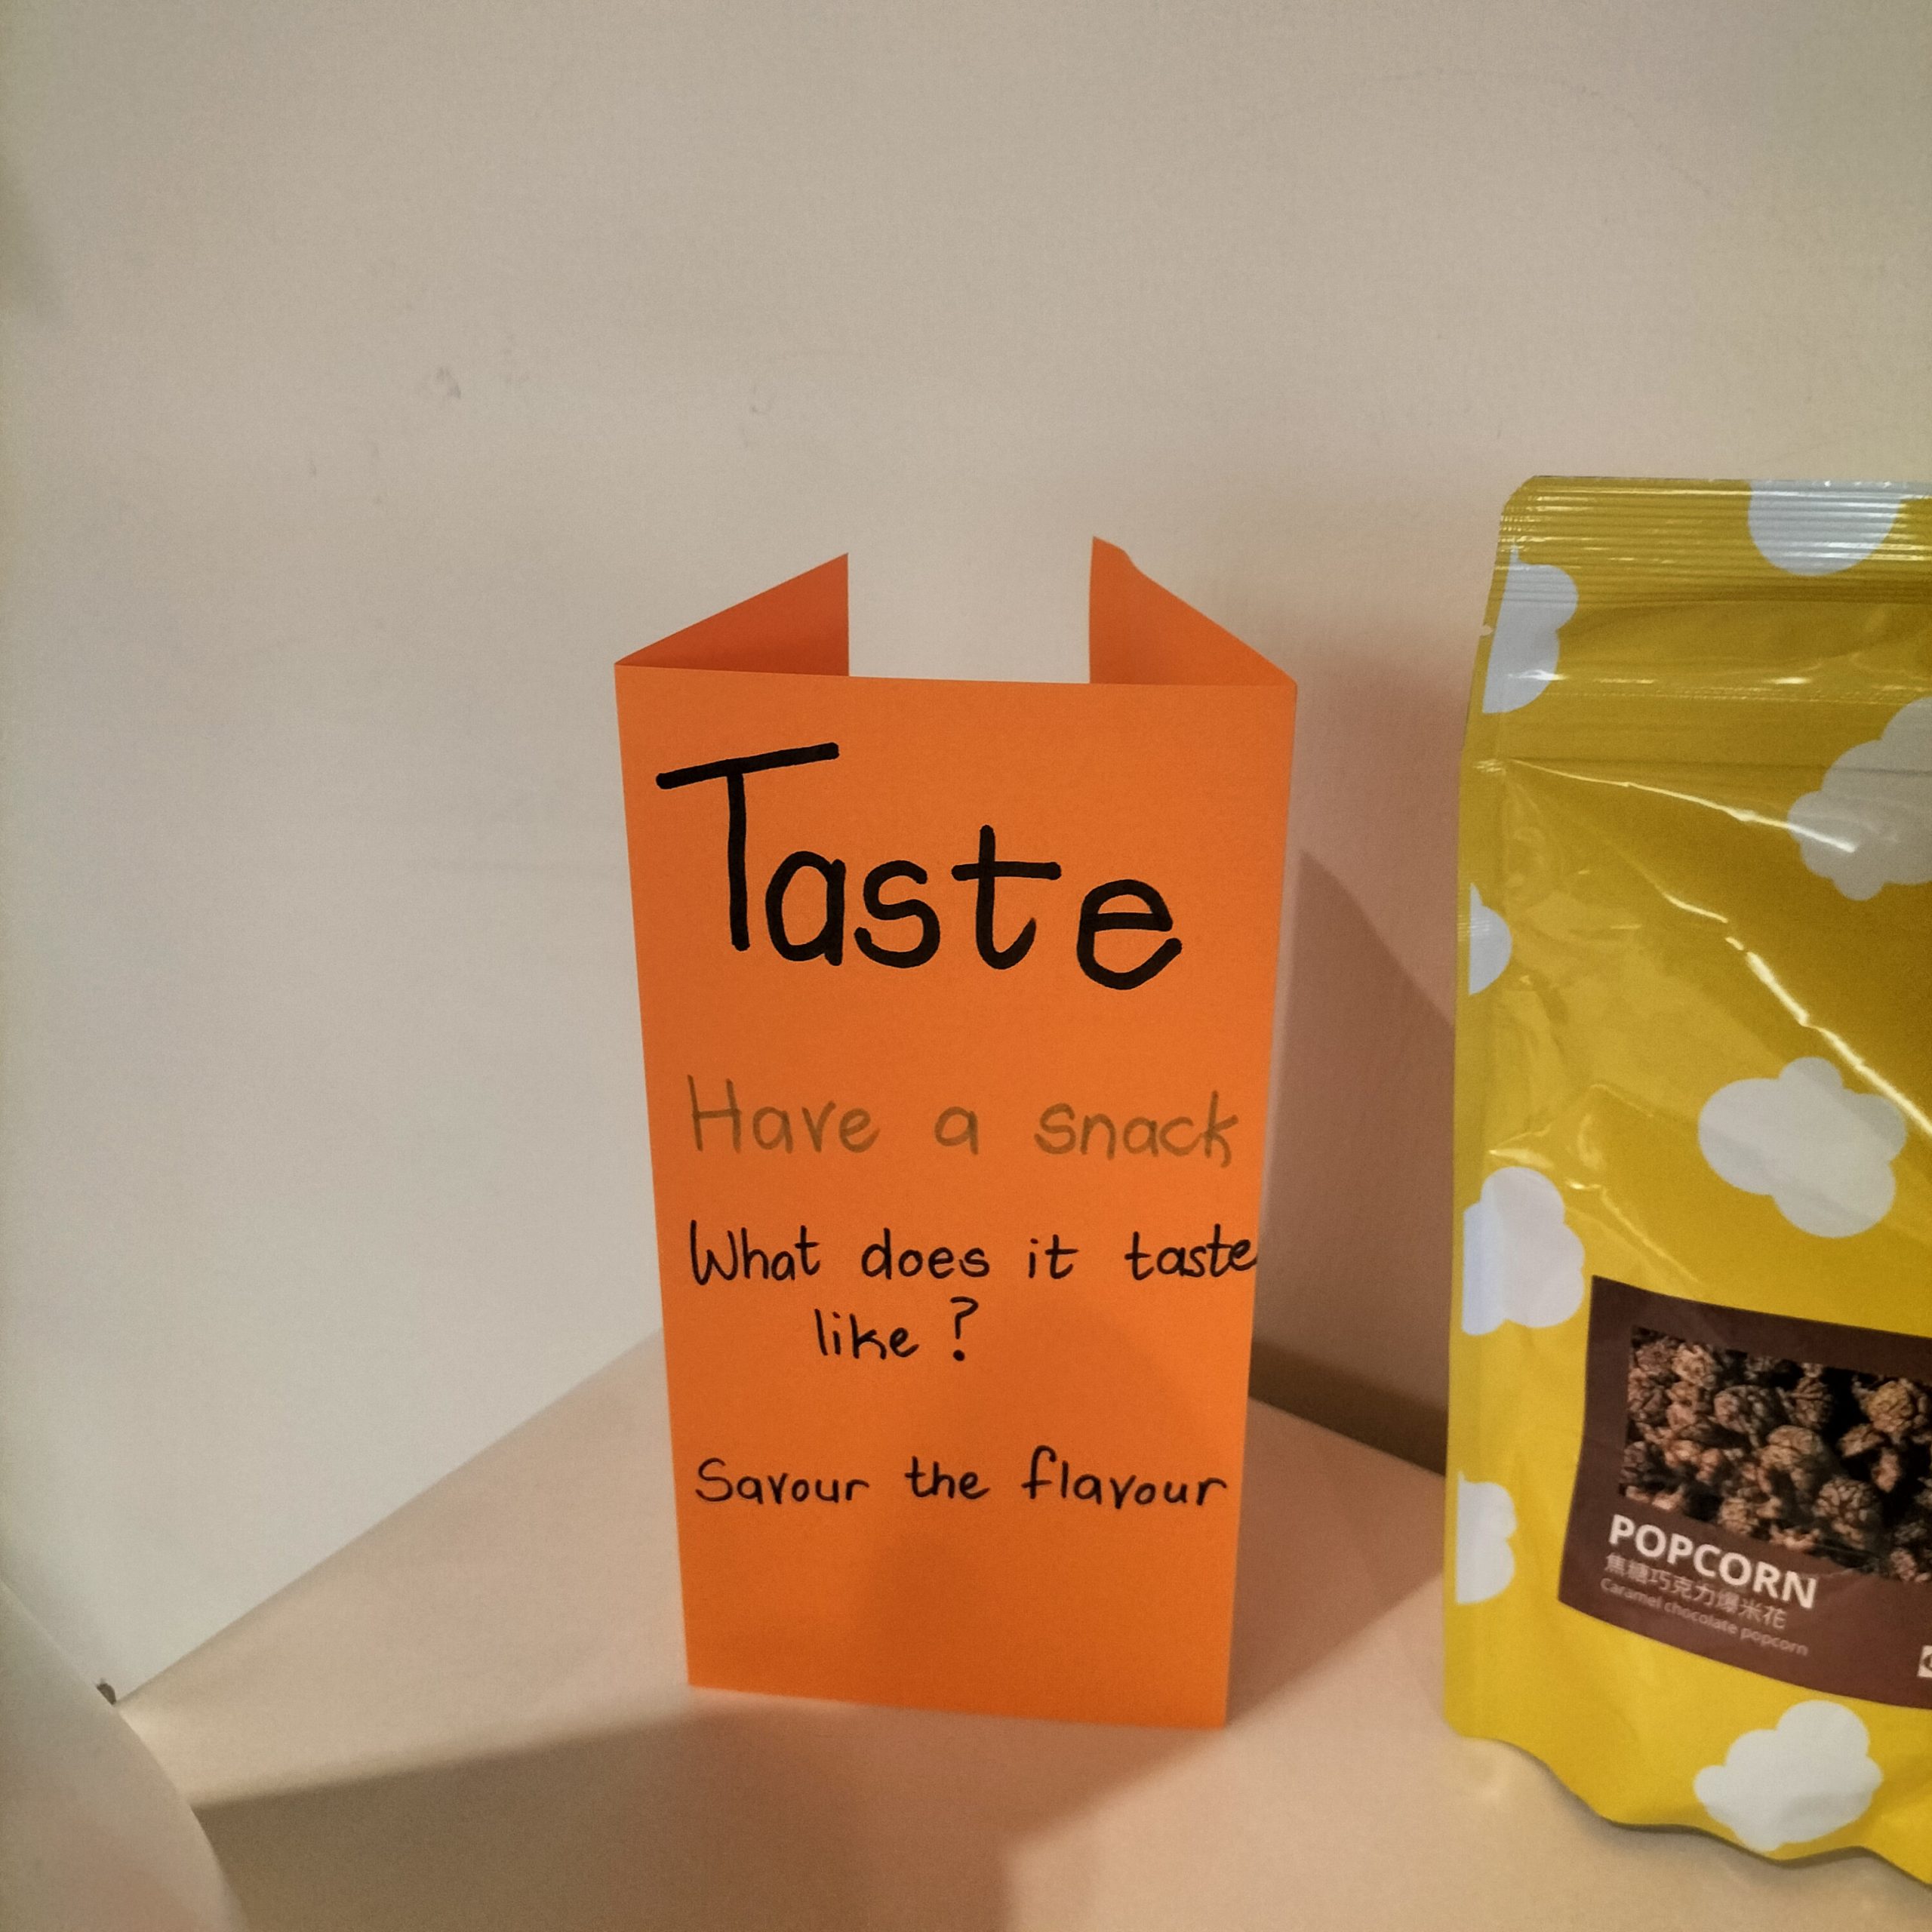 Taste
Have a snack
What does it taste
like ?
Savour the flavour
POPCORN
焦糖巧克力爆米花
Caramel chocolate popcorn